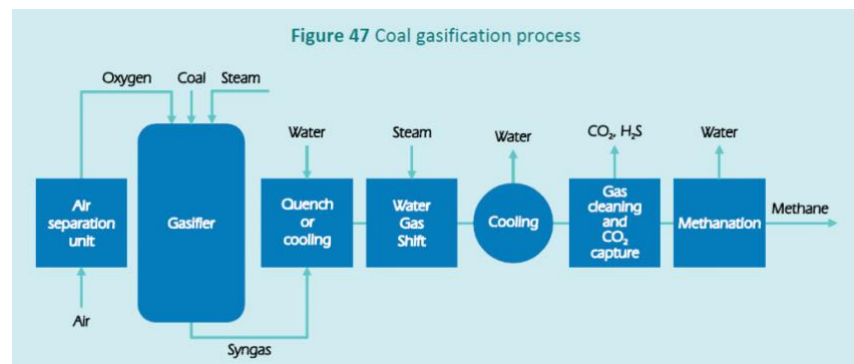 Figure 47 Coal gasification process
Oxygen
Coal
Steam
Air
separation
unit
Air
Gasifier
Syngas
Water
Quench
or
cooling
Steam
Water
Gas
Shift
Water
Cooling
CO₂, H₂S
Gas
cleaning
and
CO₂
capture
Water
Methanation
Methane